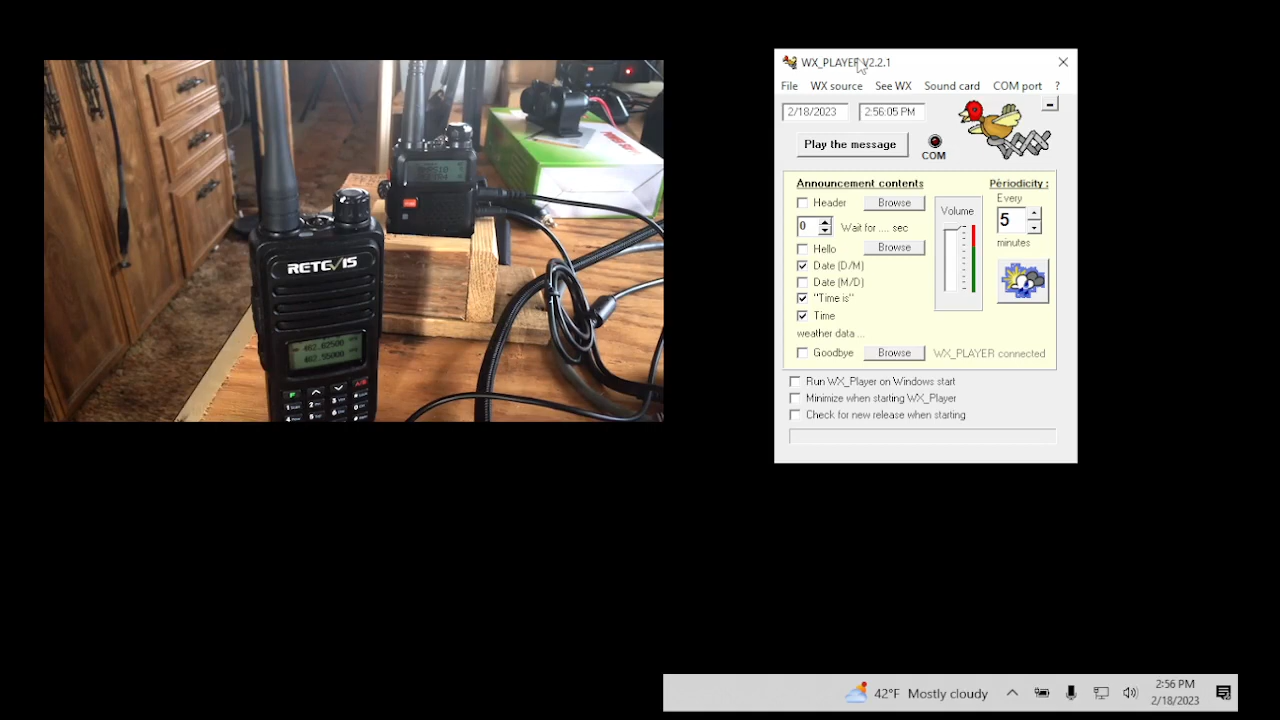 RETEVIS
462.62500
462.55000
WX_PLAYER V2.2.1
File WX source See WX Sound card COM port ?
2/18/2023 2:56:05 PM
Play the message
COM
Announcement contents
Périodicity :
Header Browse
Every
Volume
5
0 Wait for .... sec
minutes
Hello Browse
Date (D/M)
Date (M/D)
"Time is"
Time
weather data ...
Goodbye Browse WX_PLAYER connected
Run WX_Player on Windows start
Minimize when starting WX_Player
Check for new release when starting
42°F Mostly cloudy
2:56 PM
2/18/2023